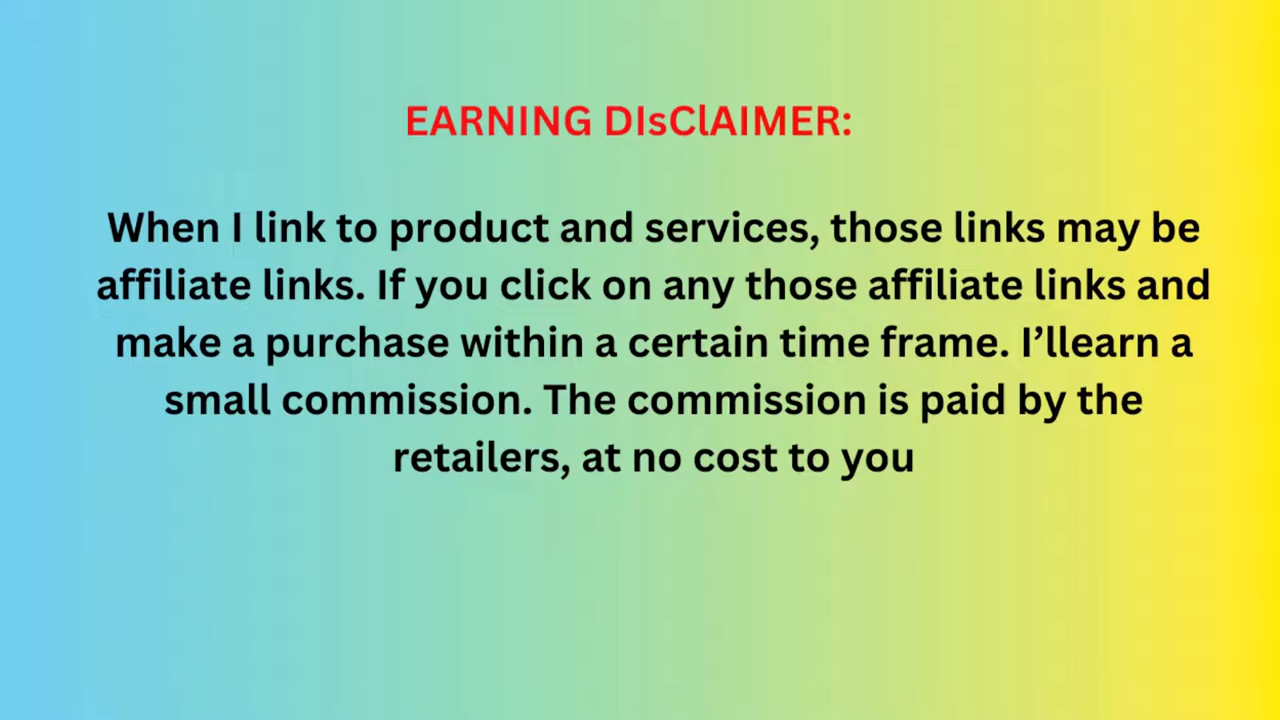 EARNING DIsClAIMER:
When I link to product and services, those links may be
affiliate links. If you click on any those affiliate links and
make a purchase within a certain time frame. I’llearn a
small commission. The commission is paid by the
retailers, at no cost to you